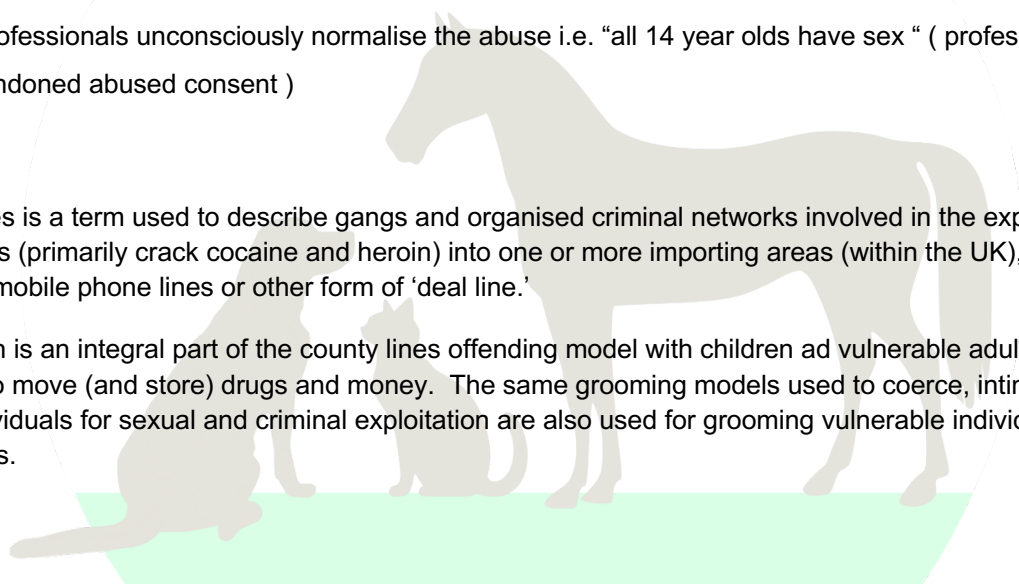 ofessionals unconsciously normalise the abuse i.e. “all 14 year olds have sex “ ( profes
ndoned abused consent )
es is a term used to describe gangs and organised criminal networks involved in the exp
s (primarily crack cocaine and heroin) into one or more importing areas (within the UK),
mobile phone lines or other form of ‘deal line.’
n is an integral part of the county lines offending model with children ad vulnerable adul
o move (and store) drugs and money.  The same grooming models used to coerce, intin
viduals for sexual and criminal exploitation are also used for grooming vulnerable indivic
s.